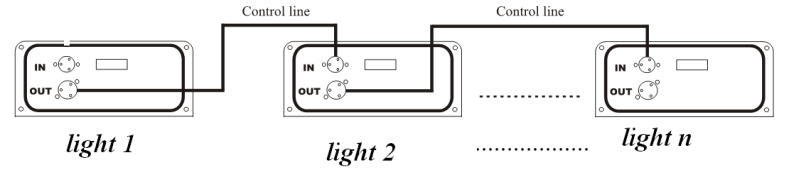 Control line Control line
IN IN IN
OUT OUT OUT
light 1 light 2 light n